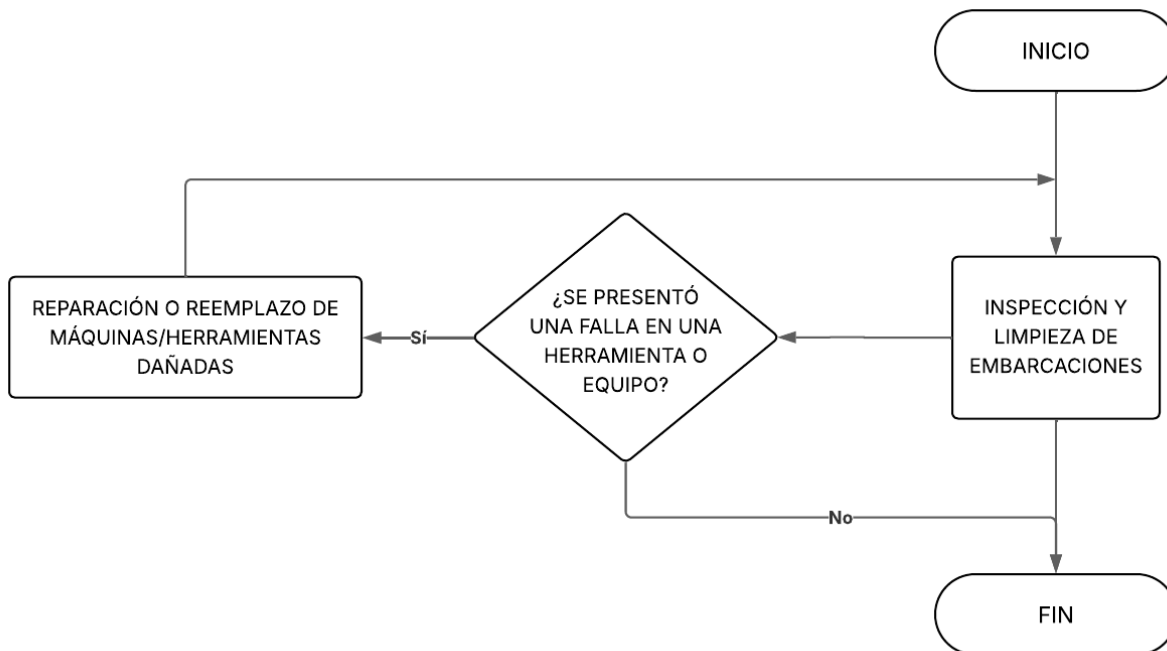 INICIO
REPARACIÓN O REEMPLAZO DE
MÁQUINAS/HERRAMIENTAS
DAÑADAS
Sí
¿SE PRESENTÓ
UNA FALLA EN UNA
HERRAMIENTA O
EQUIPO?
INSPECCIÓN Y
LIMPIEZA DE
EMBARCACIONES
No
FIN